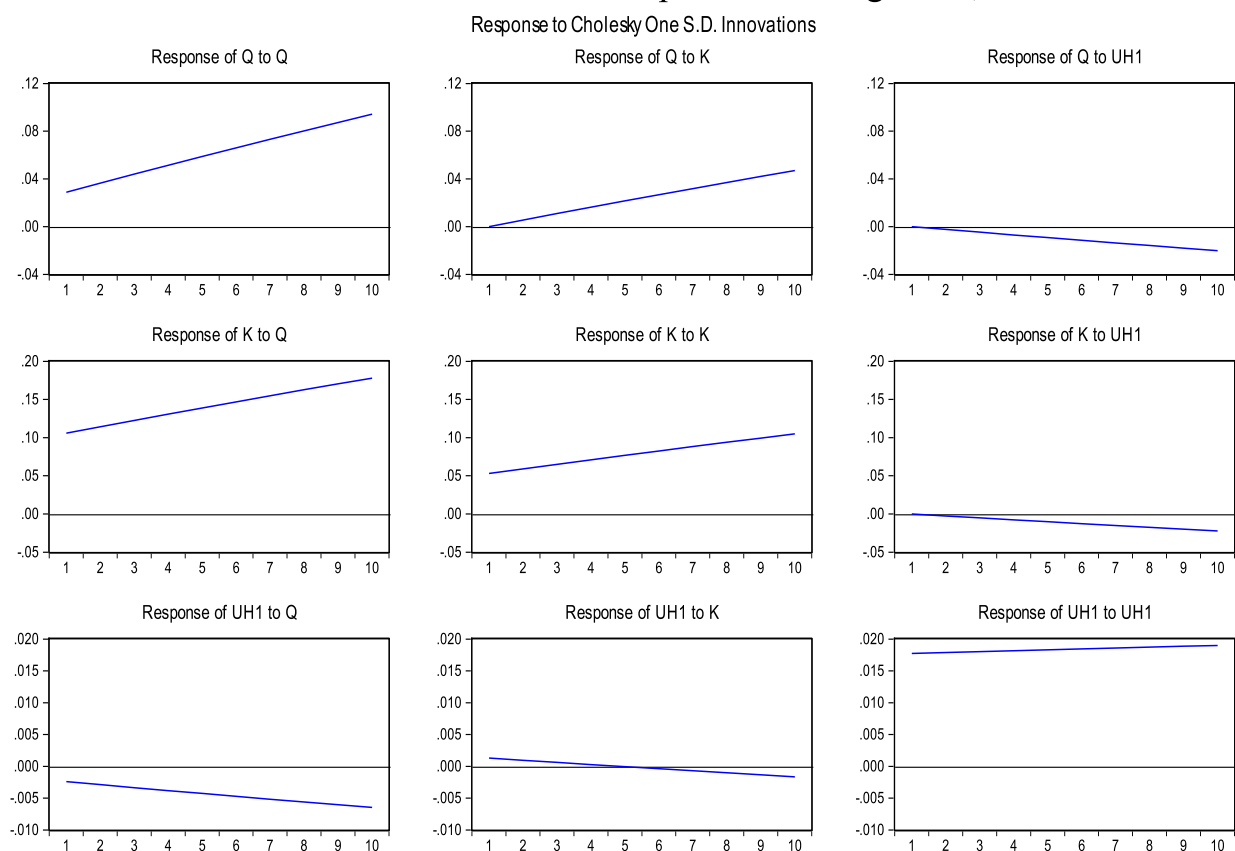 Response to Cholesky One S.D. Innovations
Response of Q to Q
.12
.08
.04
.00
-.04
1 2 3 4 5 6 7 8 9 10
Response of Q to K
.12
.08
.04
.00
-.04
1 2 3 4 5 6 7 8 9 10
Response of Q to UH1
.12
.08
.04
.00
-.04
1 2 3 4 5 6 7 8 9 10
Response of K to Q
.20
.15
.10
.05
.00
-.05
1 2 3 4 5 6 7 8 9 10
Response of K to K
.20
.15
.10
.05
.00
-.05
1 2 3 4 5 6 7 8 9 10
Response of K to UH1
.20
.15
.10
.05
.00
-.05
1 2 3 4 5 6 7 8 9 10
Response of UH1 to Q
.020
.015
.010
.005
.000
-.005
-.010
1 2 3 4 5 6 7 8 9 10
Response of UH1 to K
.020
.015
.010
.005
.000
-.005
-.010
1 2 3 4 5 6 7 8 9 10
Response of UH1 to UH1
.020
.015
.010
.005
.000
-.005
-.010
1 2 3 4 5 6 7 8 9 10